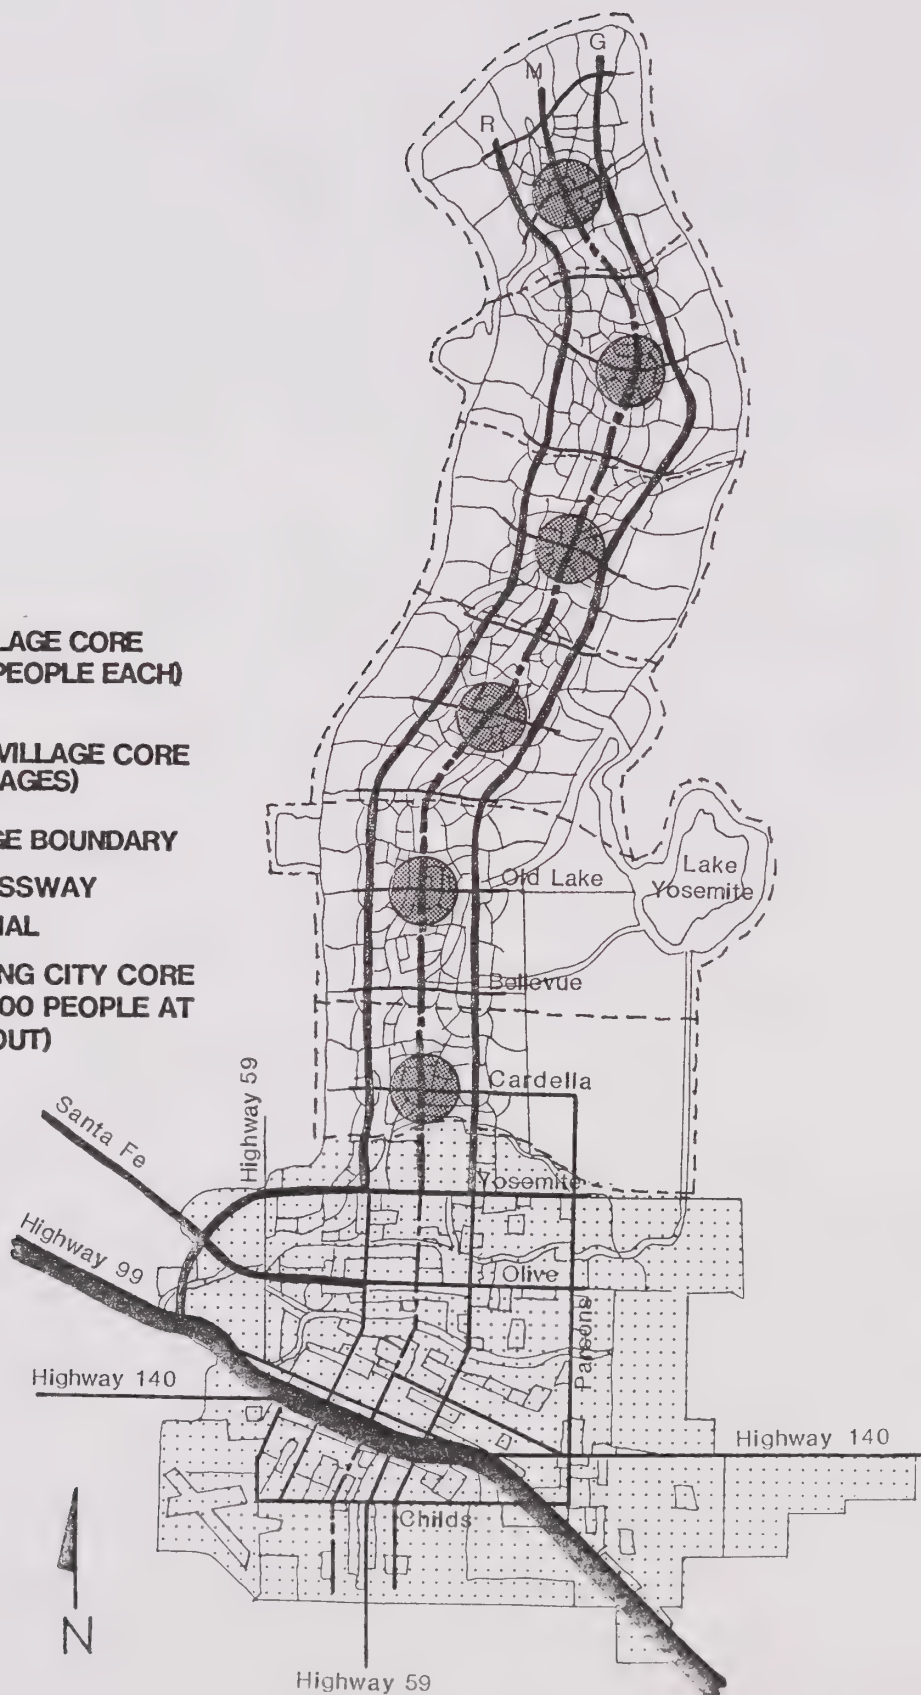 G
M
R
LAGE CORE
PEOPLE EACH)
VILLAGE CORE
AGES)
GE BOUNDARY
SSWAY
IAL
NG CITY CORE
00 PEOPLE AT
OUT)
Lake
Yosemite
Old Lake
Bellevue
Cardella
Highway 59
Santa Fe
Yosemite
Highway 99
Olive
Parsons
Highway 140
Highway 140
Childs
N
Highway 59